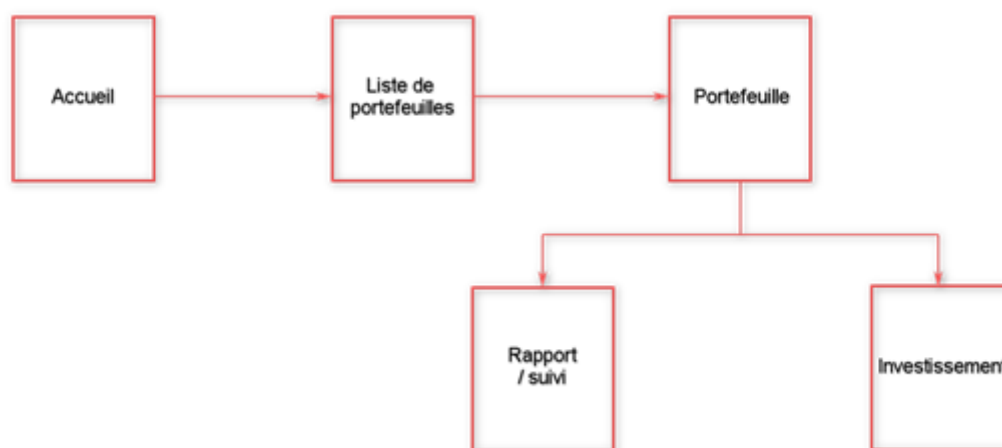 Accueil
Liste de
portefeuilles
Portefeuille
Rapport
/ suivi
Investissement